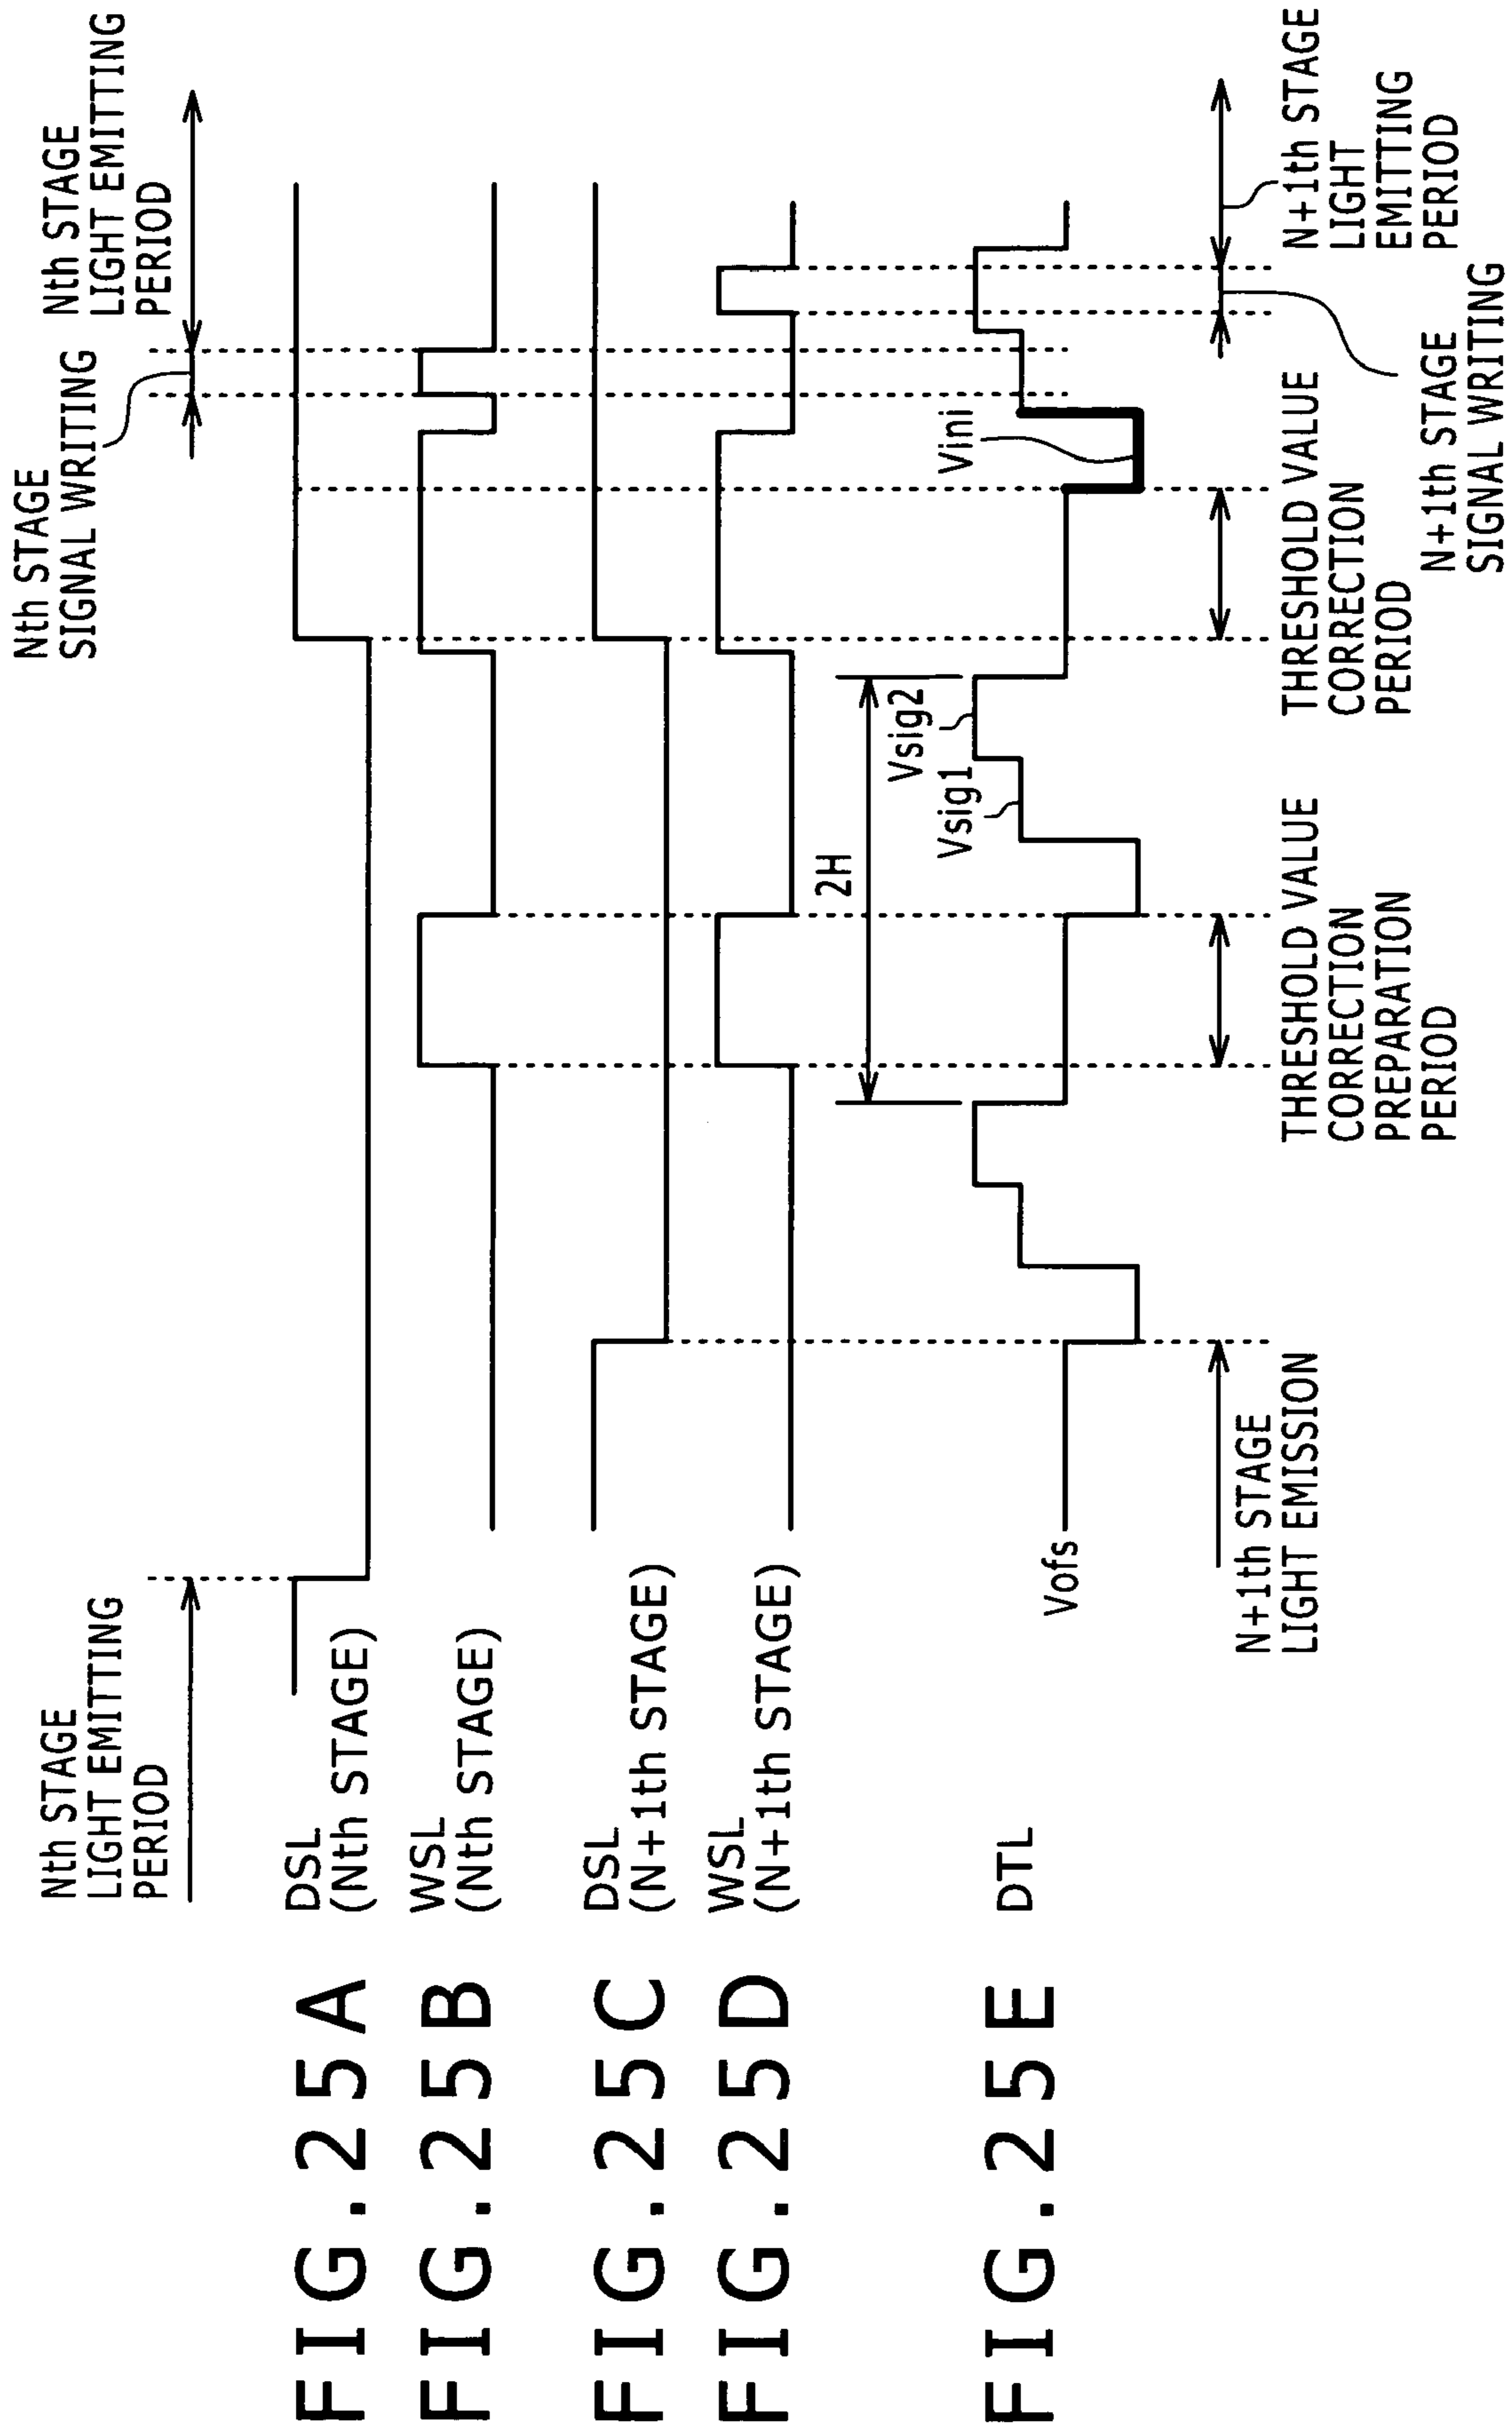 Nth STAGE
LIGHT EMITTING
PERIOD
Nth STAGE
SIGNAL WRITING
Nth STAGE
LIGHT EMITTING
PERIOD
FIG.25A
DSL
(Nth STAGE)
FIG.25B
WSL
(Nth STAGE)
FIG.25C
DSL
(N+1th STAGE)
FIG.25D
WSL
(N+1th STAGE)
2H
FIG.25E
DTL
Vofs
Vsig1
Vsig2
Vini
N+1th STAGE
LIGHT EMISSION
THRESHOLD VALUE
CORRECTION
PREPARATION
PERIOD
THRESHOLD VALUE
CORRECTION
PERIOD
N+1th STAGE
SIGNAL WRITING
N+1th STAGE
LIGHT
EMITTING
PERIOD